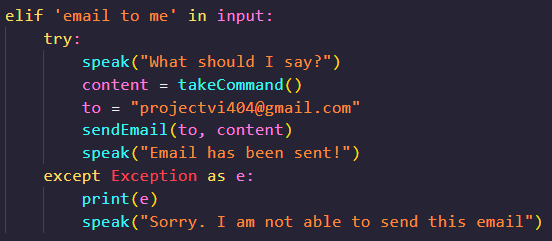 elif 'email to me' in input:
    try:
        speak("What should I say?")
        content = takeCommand()
        to = "projectvi404@gmail.com"
        sendEmail(to, content)
        speak("Email has been sent!")
    except Exception as e:
        print(e)
        speak("Sorry. I am not able to send this email")